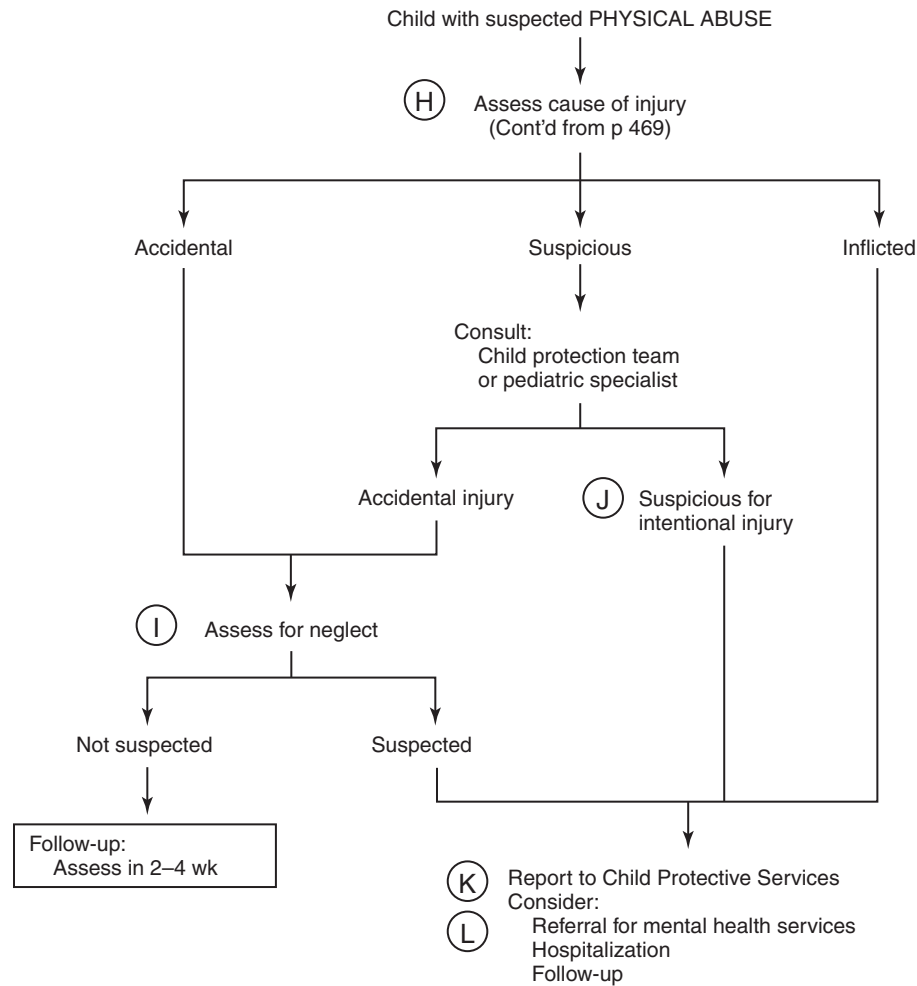 Child with suspected PHYSICAL ABUSE
H
Assess cause of injury
(Cont'd from p 469)
Accidental
Suspicious
Inflicted
Consult:
Child protection team
or pediatric specialist
Accidental injury
J
Suspicious for
intentional injury
I
Assess for neglect
Not suspected
Suspected
Follow-up:
Assess in 2–4 wk
K
Report to Child Protective Services
Consider:
L
Referral for mental health services
Hospitalization
Follow-up